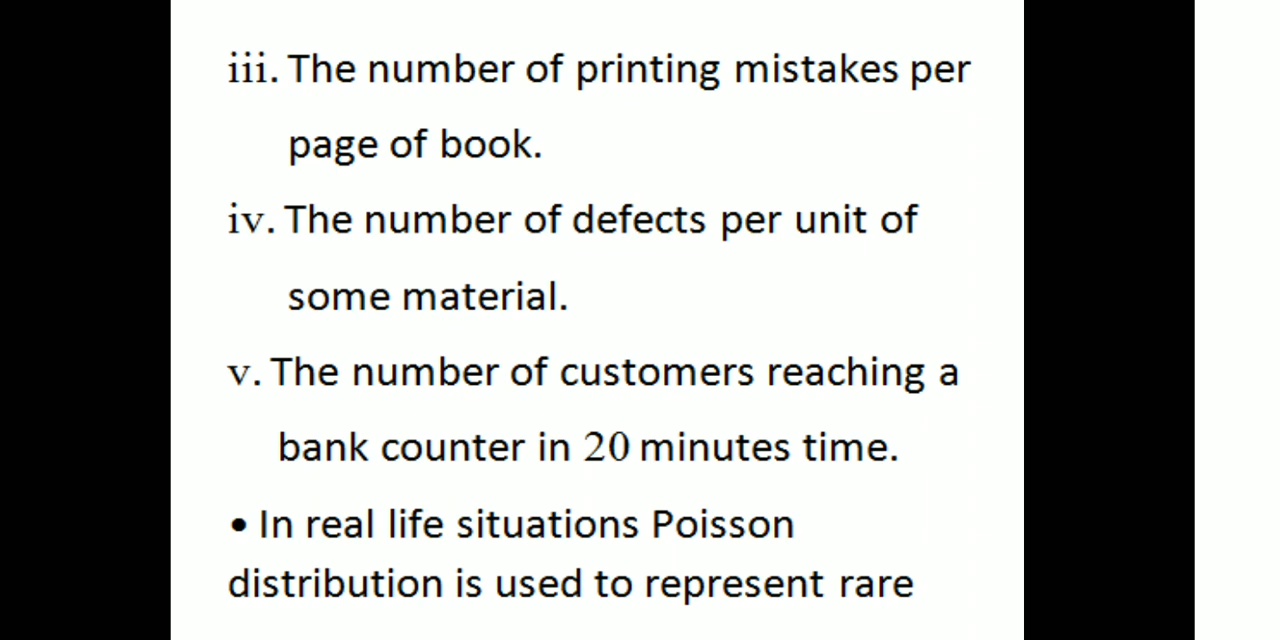 iii. The number of printing mistakes per
page of book.
iv. The number of defects per unit of
some material.
v. The number of customers reaching a
bank counter in 20 minutes time.
• In real life situations Poisson
distribution is used to represent rare